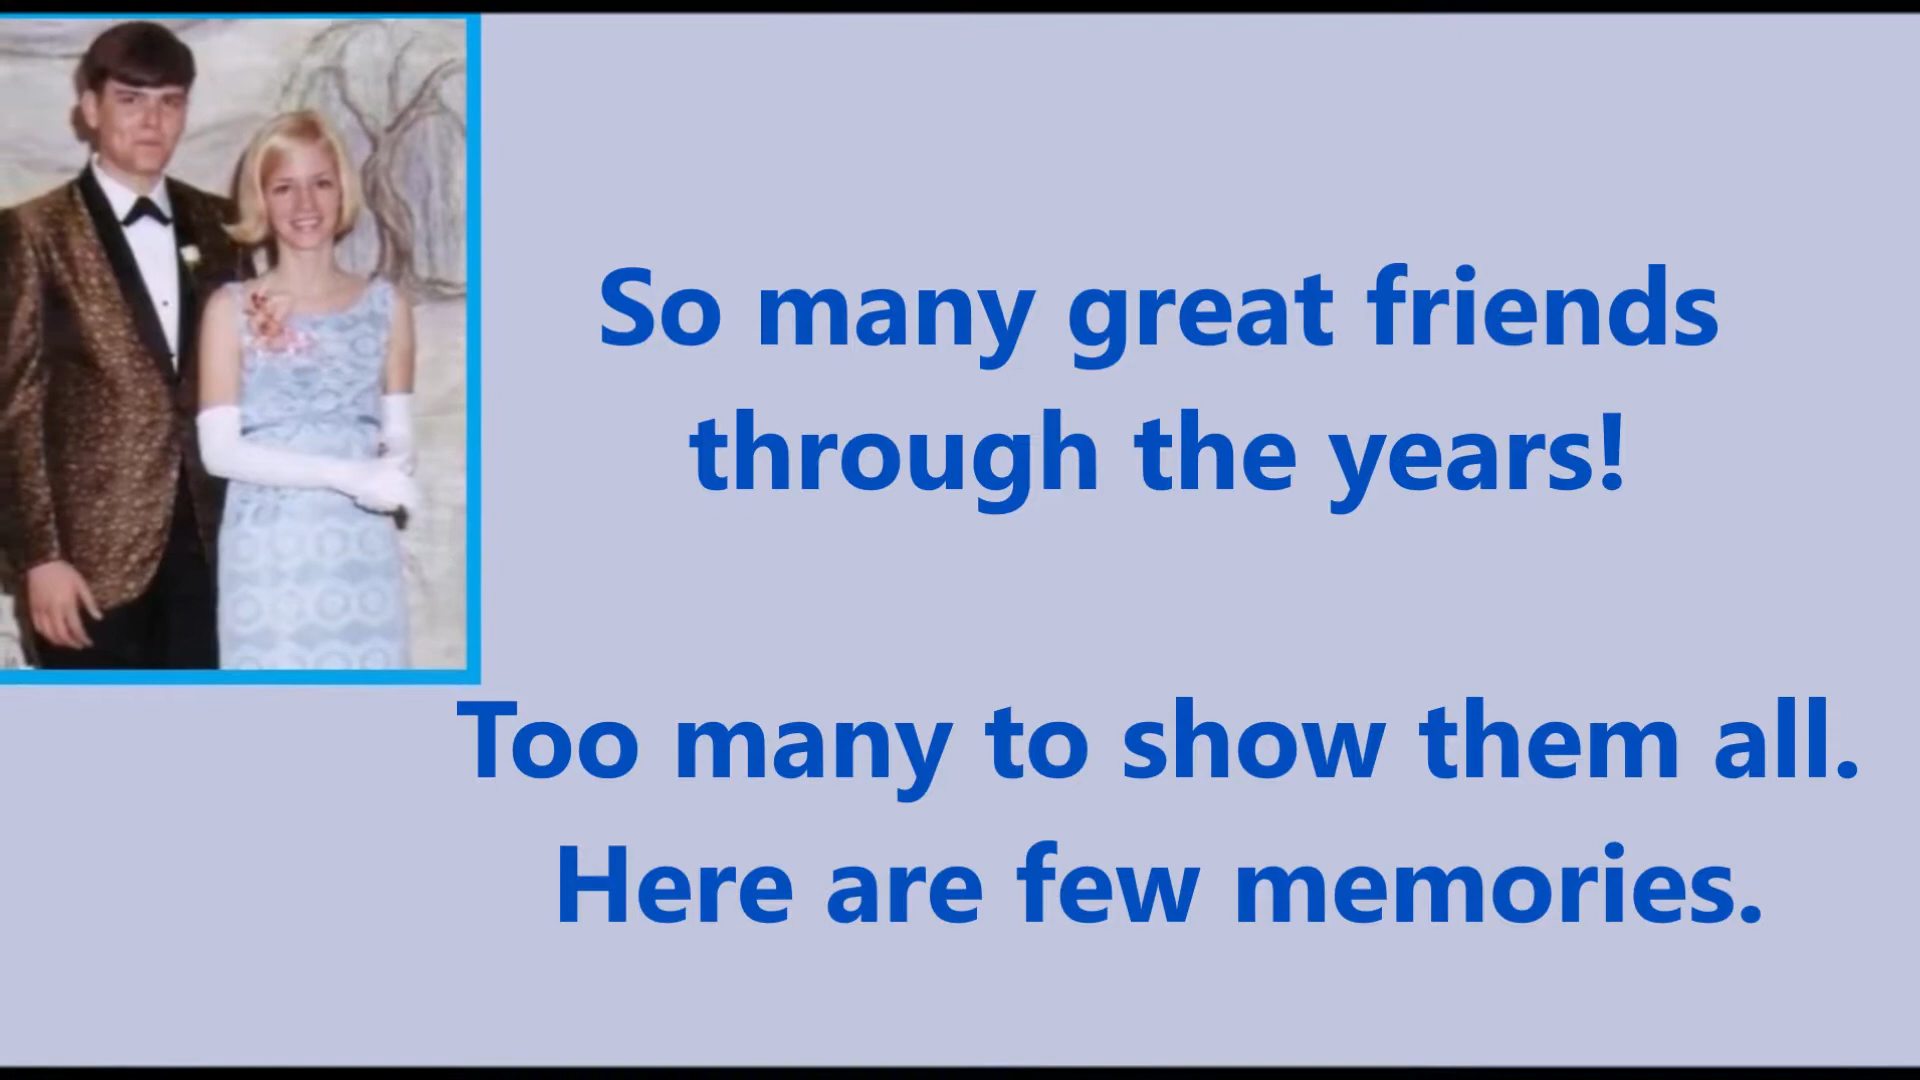 So many great friends
through the years!
Too many to show them all.
Here are few memories.